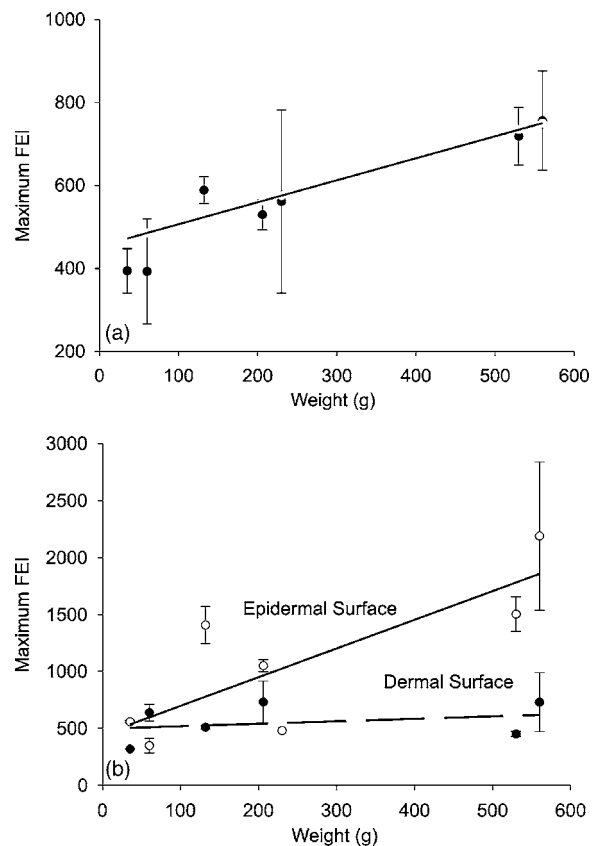 1000
800
600
400
200
Maximum FEI
(a)
0 100 200 300 400 500 600
Weight (g)
3000
2500
2000
1500
1000
500
0
Maximum FEI
Epidermal Surface
Dermal Surface
(b)
0 100 200 300 400 500 600
Weight (g)